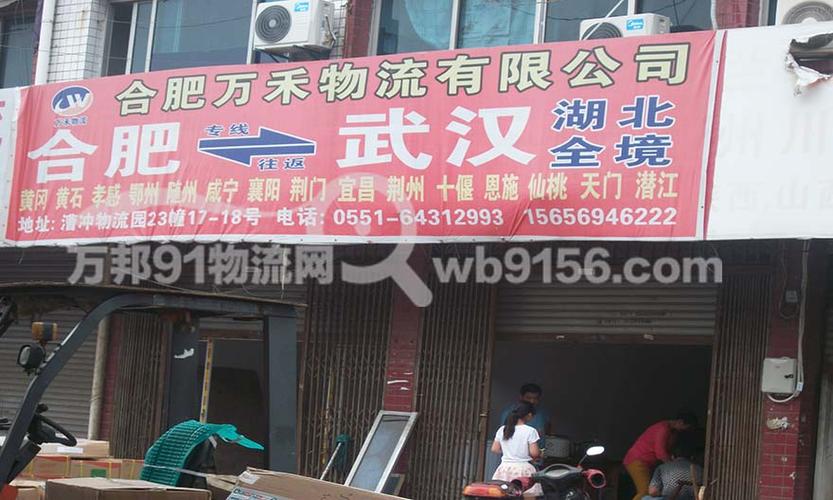 合肥万禾物流有限公司
万禾物流
合肥 专线 往返 武汉 湖北 全境
黄冈 黄石 孝感 鄂州 随州 咸宁 襄阳 荆门 宜昌 荆州 十堰 恩施 仙桃 天门 潜江
地址: 漕冲物流园23幢17-18号 电话: 0551-64312993 15656946222
万邦91物流网 wb9156.com